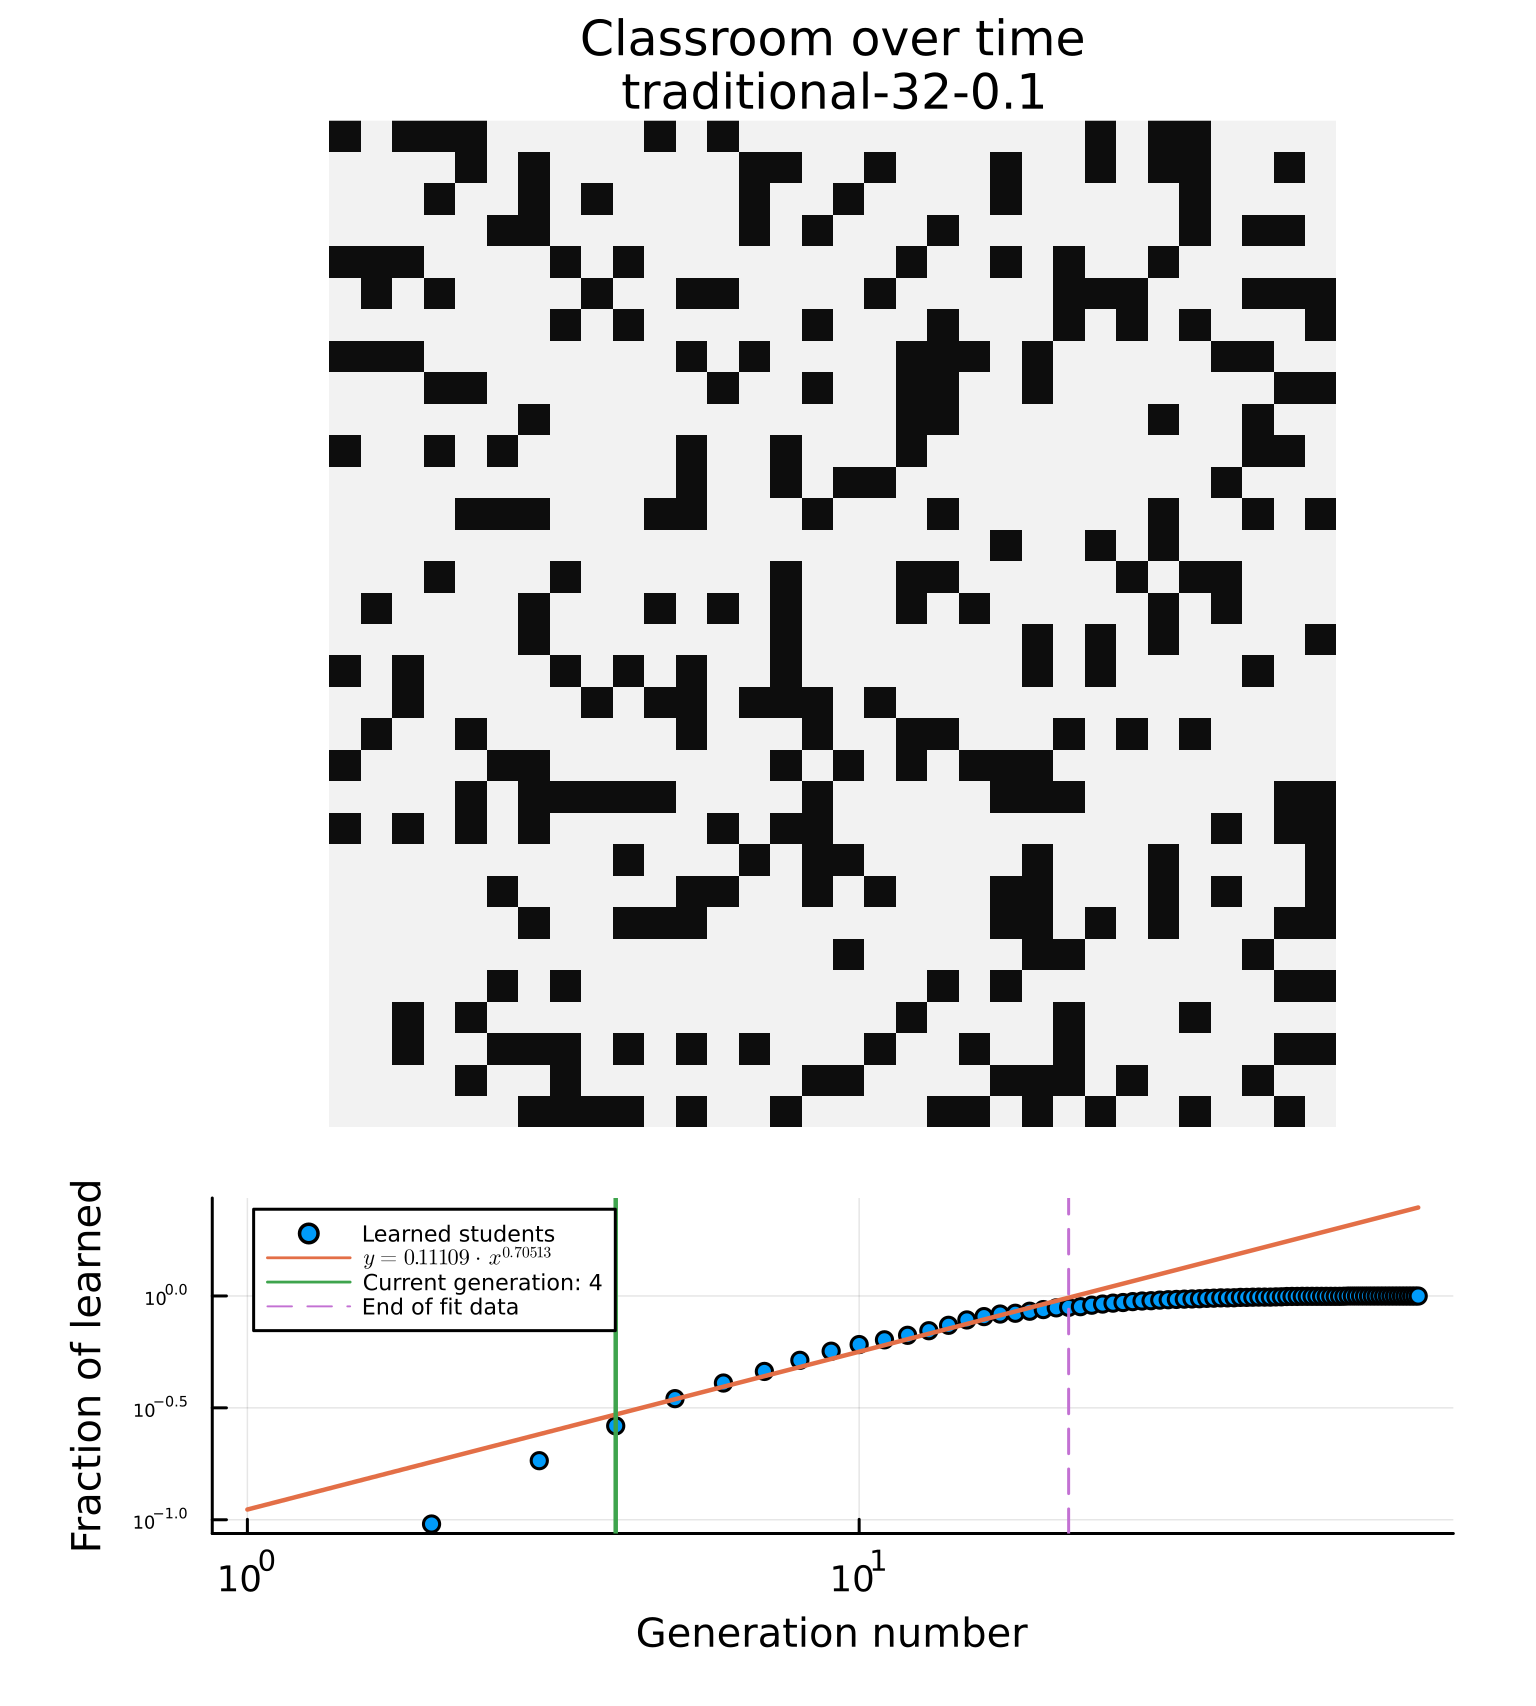 Classroom over time
traditional-32-0.1
Fraction of learned
Learned students
y = 0.11109 · x^0.70513
Current generation: 4
End of fit data
10^0.0
10^−0.5
10^−1.0
10^0
10^1
Generation number